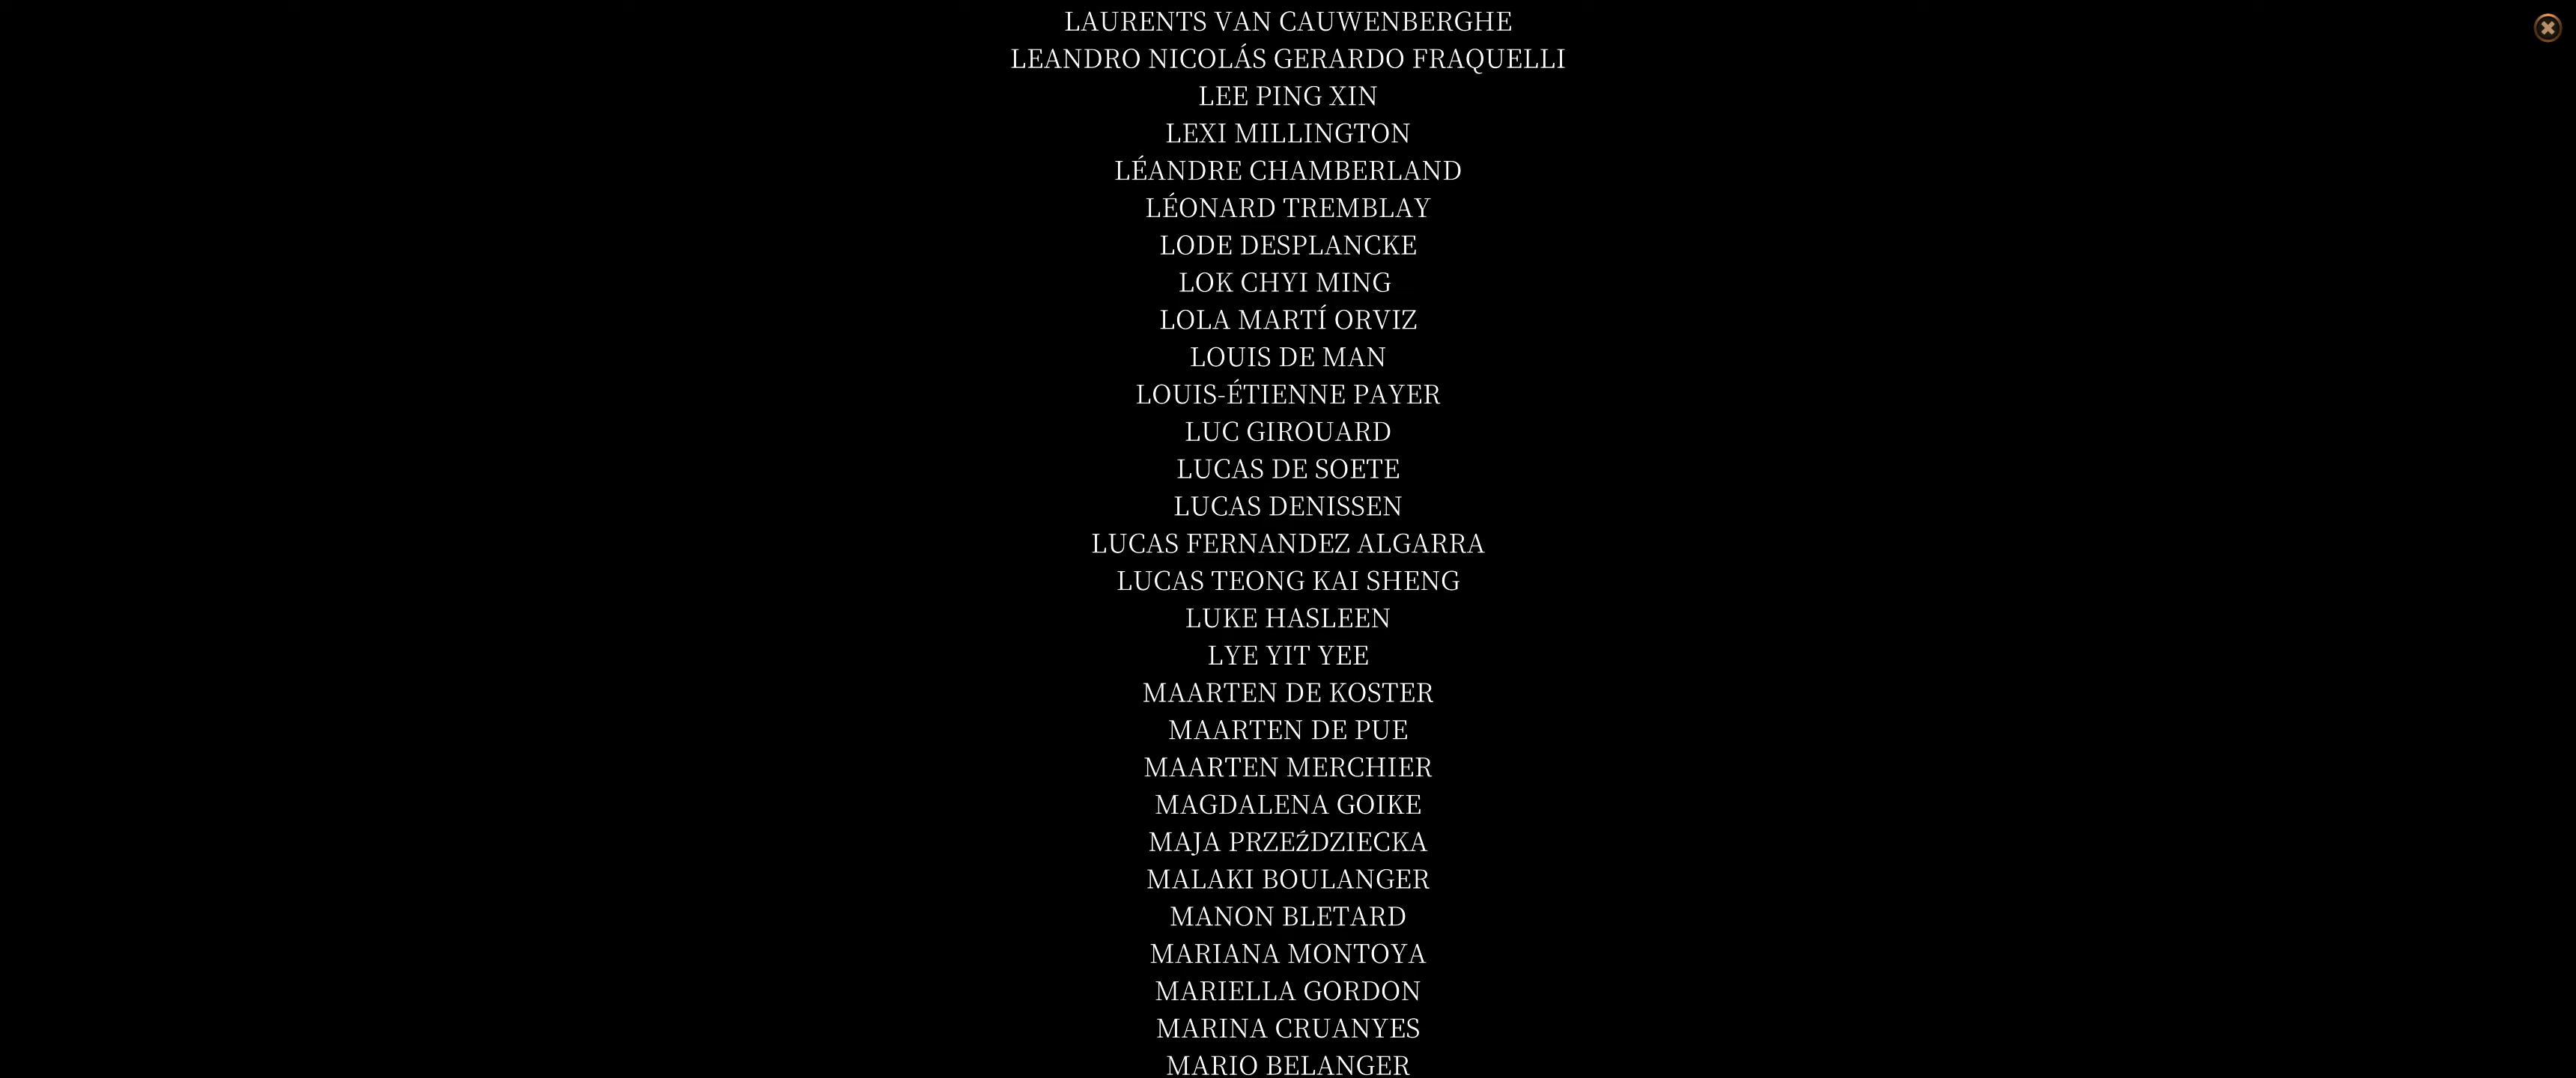 LAURENTS VAN CAUWENBERGHE
LEANDRO NICOLÁS GERARDO FRAQUELLI
LEE PING XIN
LEXI MILLINGTON
LÉANDRE CHAMBERLAND
LÉONARD TREMBLAY
LODE DESPLANCKE
LOK CHYI MING
LOLA MARTÍ ORVIZ
LOUIS DE MAN
LOUIS-ÉTIENNE PAYER
LUC GIROUARD
LUCAS DE SOETE
LUCAS DENISSEN
LUCAS FERNANDEZ ALGARRA
LUCAS TEONG KAI SHENG
LUKE HASLEEN
LYE YIT YEE
MAARTEN DE KOSTER
MAARTEN DE PUE
MAARTEN MERCHIER
MAGDALENA GOIKE
MAJA PRZEźDZIECKA
MALAKI BOULANGER
MANON BLETARD
MARIANA MONTOYA
MARIELLA GORDON
MARINA CRUANYES
MARIO BELANGER